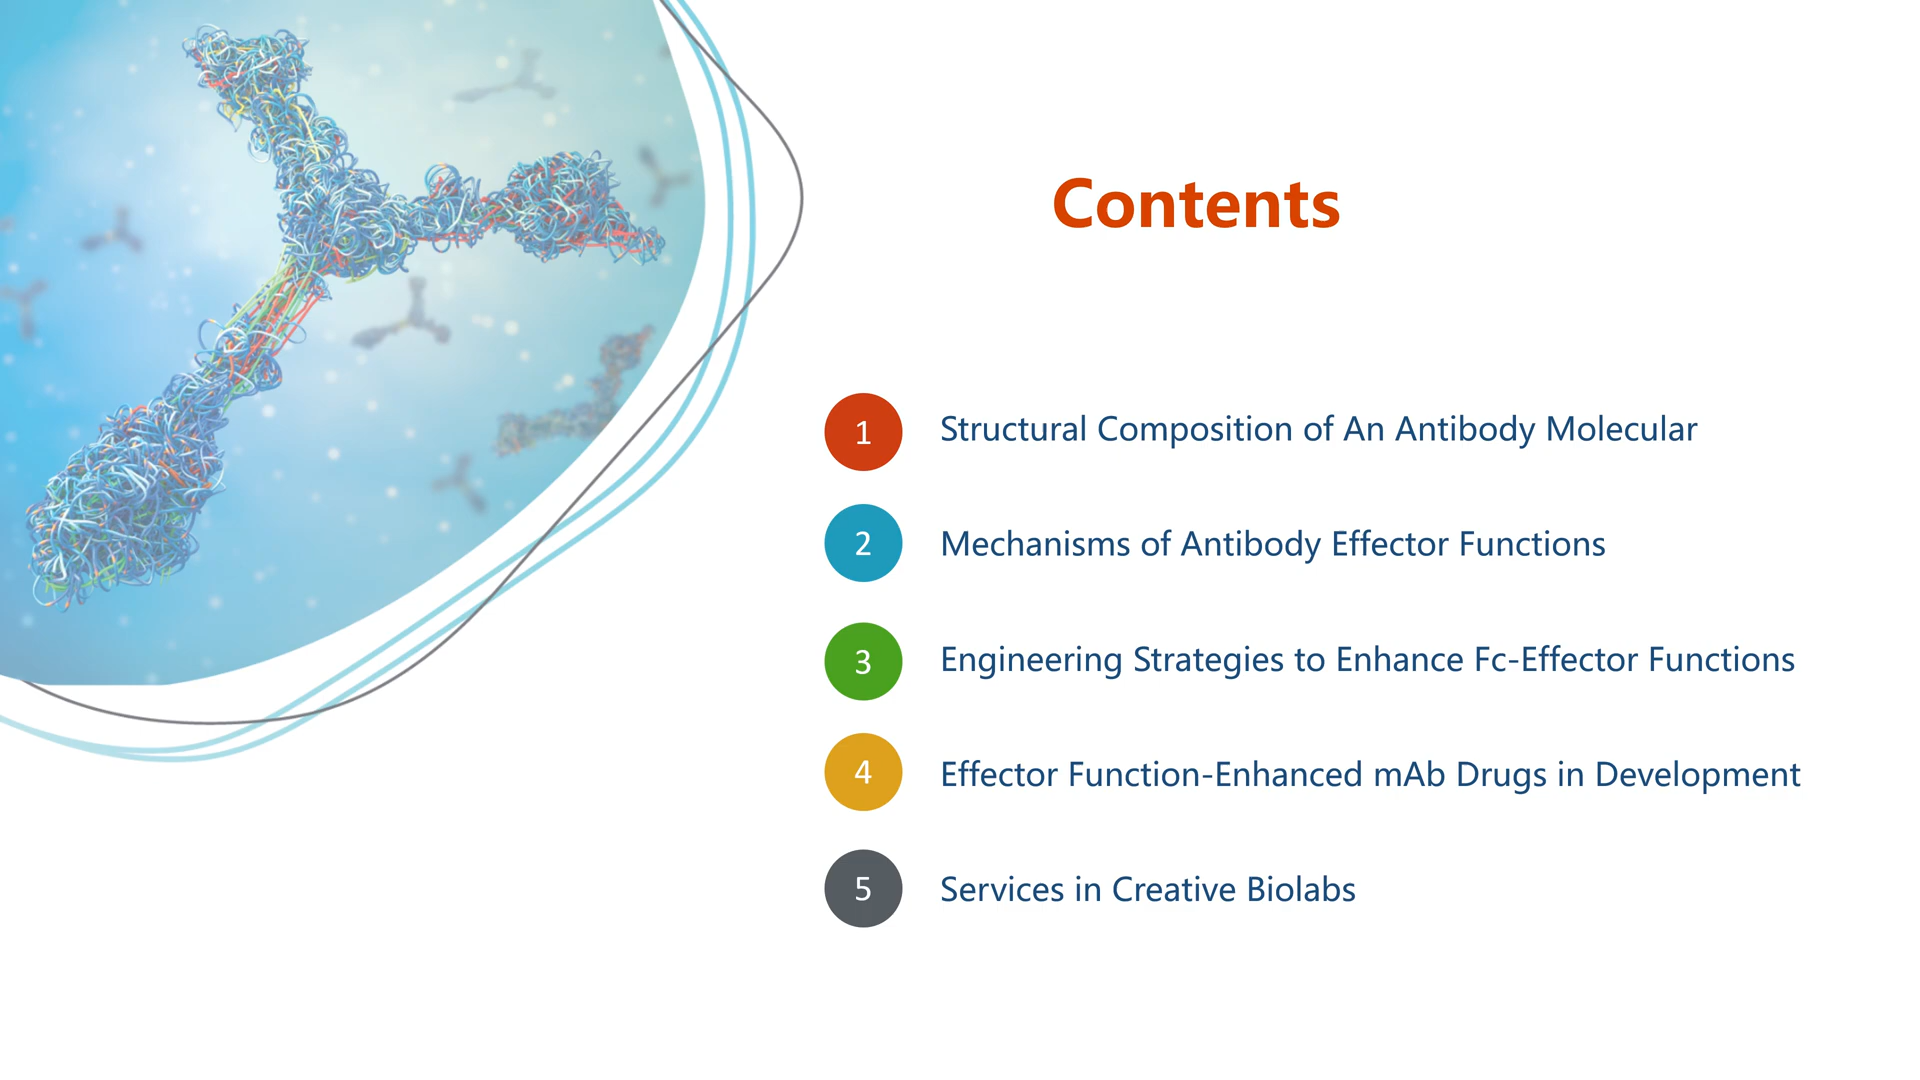 Contents
1 Structural Composition of An Antibody Molecular
2 Mechanisms of Antibody Effector Functions
3 Engineering Strategies to Enhance Fc-Effector Functions
4 Effector Function-Enhanced mAb Drugs in Development
5 Services in Creative Biolabs